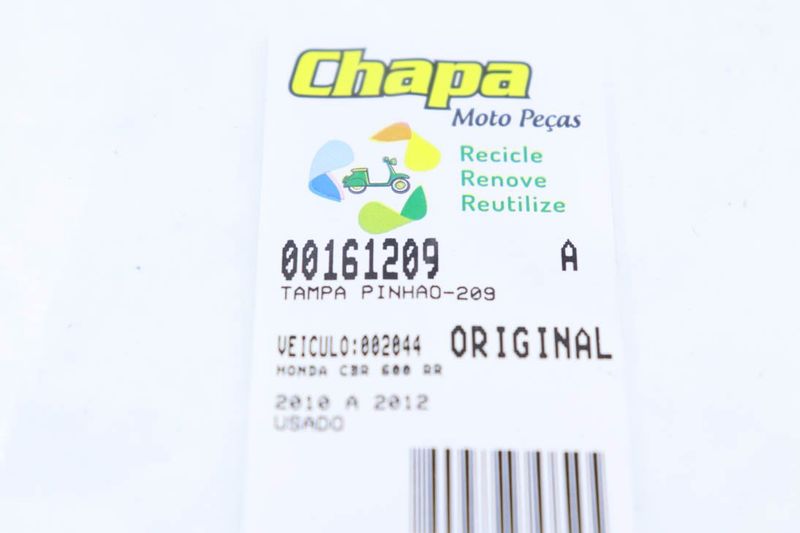 Chapa
Moto Peças
Recicle
Renove
Reutilize
00161209 A
TAMPA PINHAO-209
VEICULO:002044 ORIGINAL
HONDA CBR 600 RR
2010 A 2012
USADO